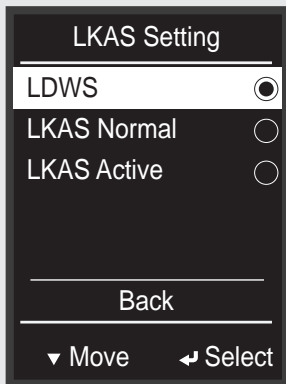 LKAS Setting
LDWS
LKAS Normal
LKAS Active
Back
Move Select